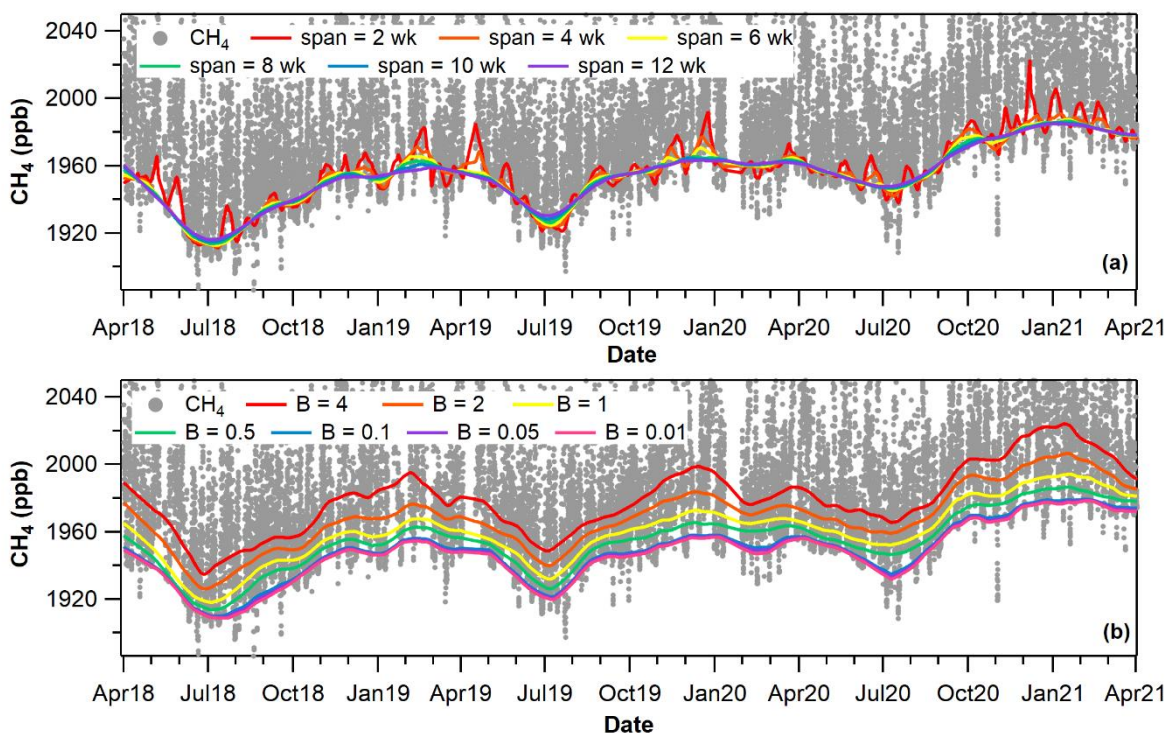 2040
2000
1960
1920
CH₄ (ppb)
CH₄ span = 2 wk span = 4 wk span = 6 wk
span = 8 wk span = 10 wk span = 12 wk
(a)
Apr18 Jul18 Oct18 Jan19 Apr19 Jul19 Oct19 Jan20 Apr20 Jul20 Oct20 Jan21 Apr21
Date
2040
2000
1960
1920
CH₄ (ppb)
CH₄ B = 4 B = 2 B = 1
B = 0.5 B = 0.1 B = 0.05 B = 0.01
(b)
Apr18 Jul18 Oct18 Jan19 Apr19 Jul19 Oct19 Jan20 Apr20 Jul20 Oct20 Jan21 Apr21
Date